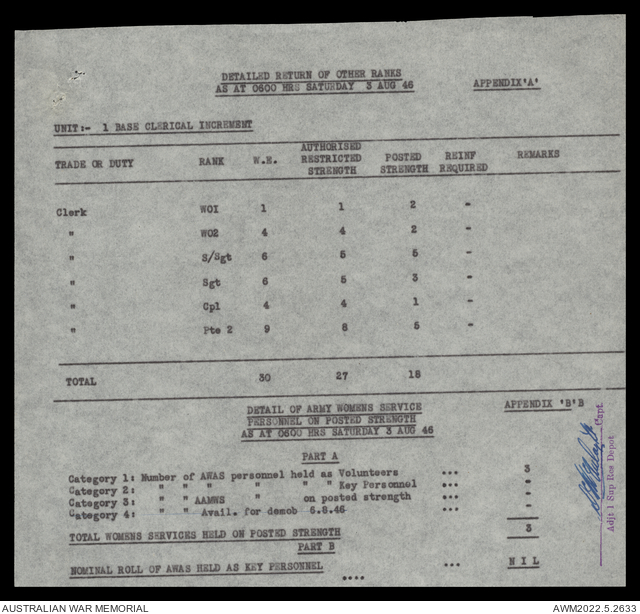 DETAILED RETURN OF OTHER RANKS
AS AT 0600 HRS SATURDAY 3 AUG 46 APPENDIX'A'
UNIT:- 1 BASE CLERICAL INCREMENT
TRADE OR DUTY RANK W.E. AUTHORISED RESTRICTED STRENGTH POSTED STRENGTH REINF REQUIRED REMARKS
Clerk WO1 1 1 2 -
" WO2 4 4 2 -
" S/Sgt 6 5 5 -
" Sgt 6 5 3 -
" Cpl 4 4 1 -
" Pte 2 9 8 5 -
TOTAL 30 27 18
DETAIL OF ARMY WOMENS SERVICE APPENDIX 'B'B
PERSONNEL ON POSTED STRENGTH
AS AT 0600 HRS SATURDAY 3 AUG 46
PART A
Category 1: Number of AWAS personnel held as Volunteers ... 3
Category 2: " " " " " Key Personnel ... -
Category 3: " " AAMWS " on posted strength ... -
Category 4: " " Avail. for demob 6.8.46 ... -
TOTAL WOMENS SERVICES HELD ON POSTED STRENGTH 3
PART B
NOMINAL ROLL OF AWAS HELD AS KEY PERSONNEL .... N I L
Capt.
Adjt 1 Sup Res Depot
AUSTRALIAN WAR MEMORIAL AWM2022.5.2633